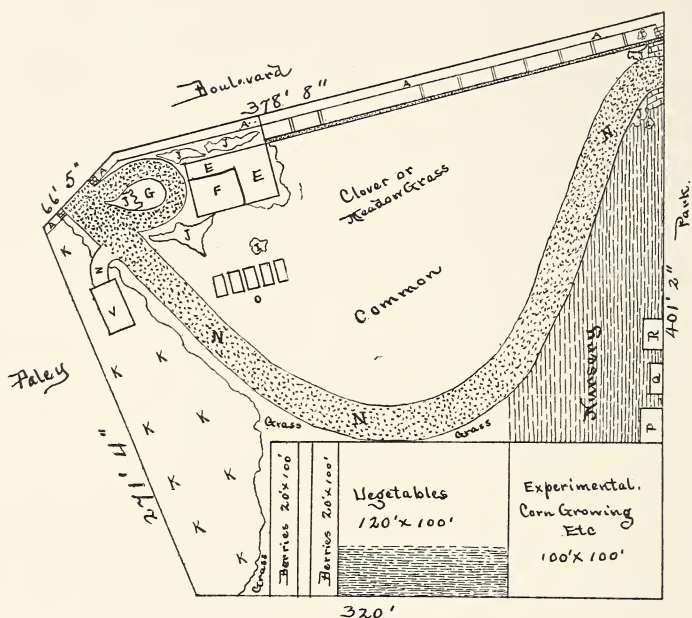 Boulevard
378' 8"
A
A
A
A
A
A
66' 5"
J
J
J
E
E
F
G
J
J
K
N
V
Clover or
Meadow Grass
Common
O
N
N
N
Park.
401' 2"
Nursery
R
Q
P
Paley
271' 4"
K
K
K
K
K
K
K
K
Grass
Grass
Grass
Berries 20'x100'
Berries 20'x100'
Vegetables
120'x100'
Experimental.
Corn Growing
Etc
100'x100'
320'